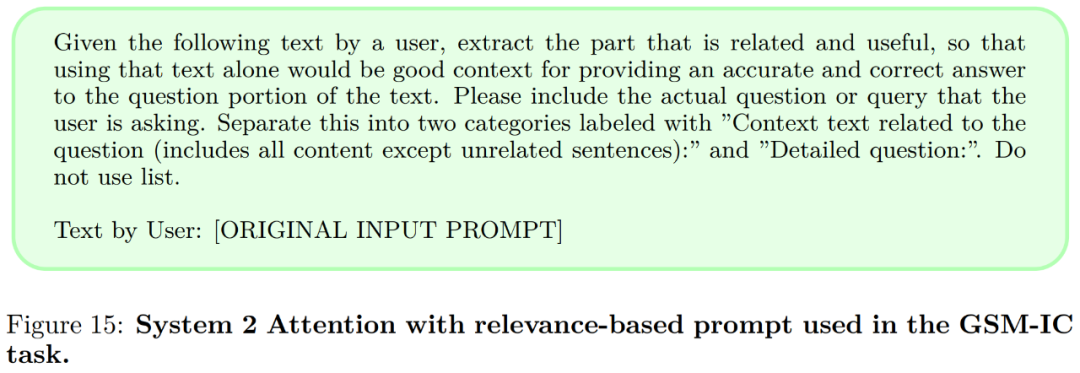 Given the following text by a user, extract the part that is related and useful, so that
using that text alone would be good context for providing an accurate and correct answer
to the question portion of the text. Please include the actual question or query that the
user is asking. Separate this into two categories labeled with ”Context text related to the
question (includes all content except unrelated sentences):” and ”Detailed question:”. Do
not use list.
Text by User: [ORIGINAL INPUT PROMPT]
Figure 15: System 2 Attention with relevance-based prompt used in the GSM-IC
task.